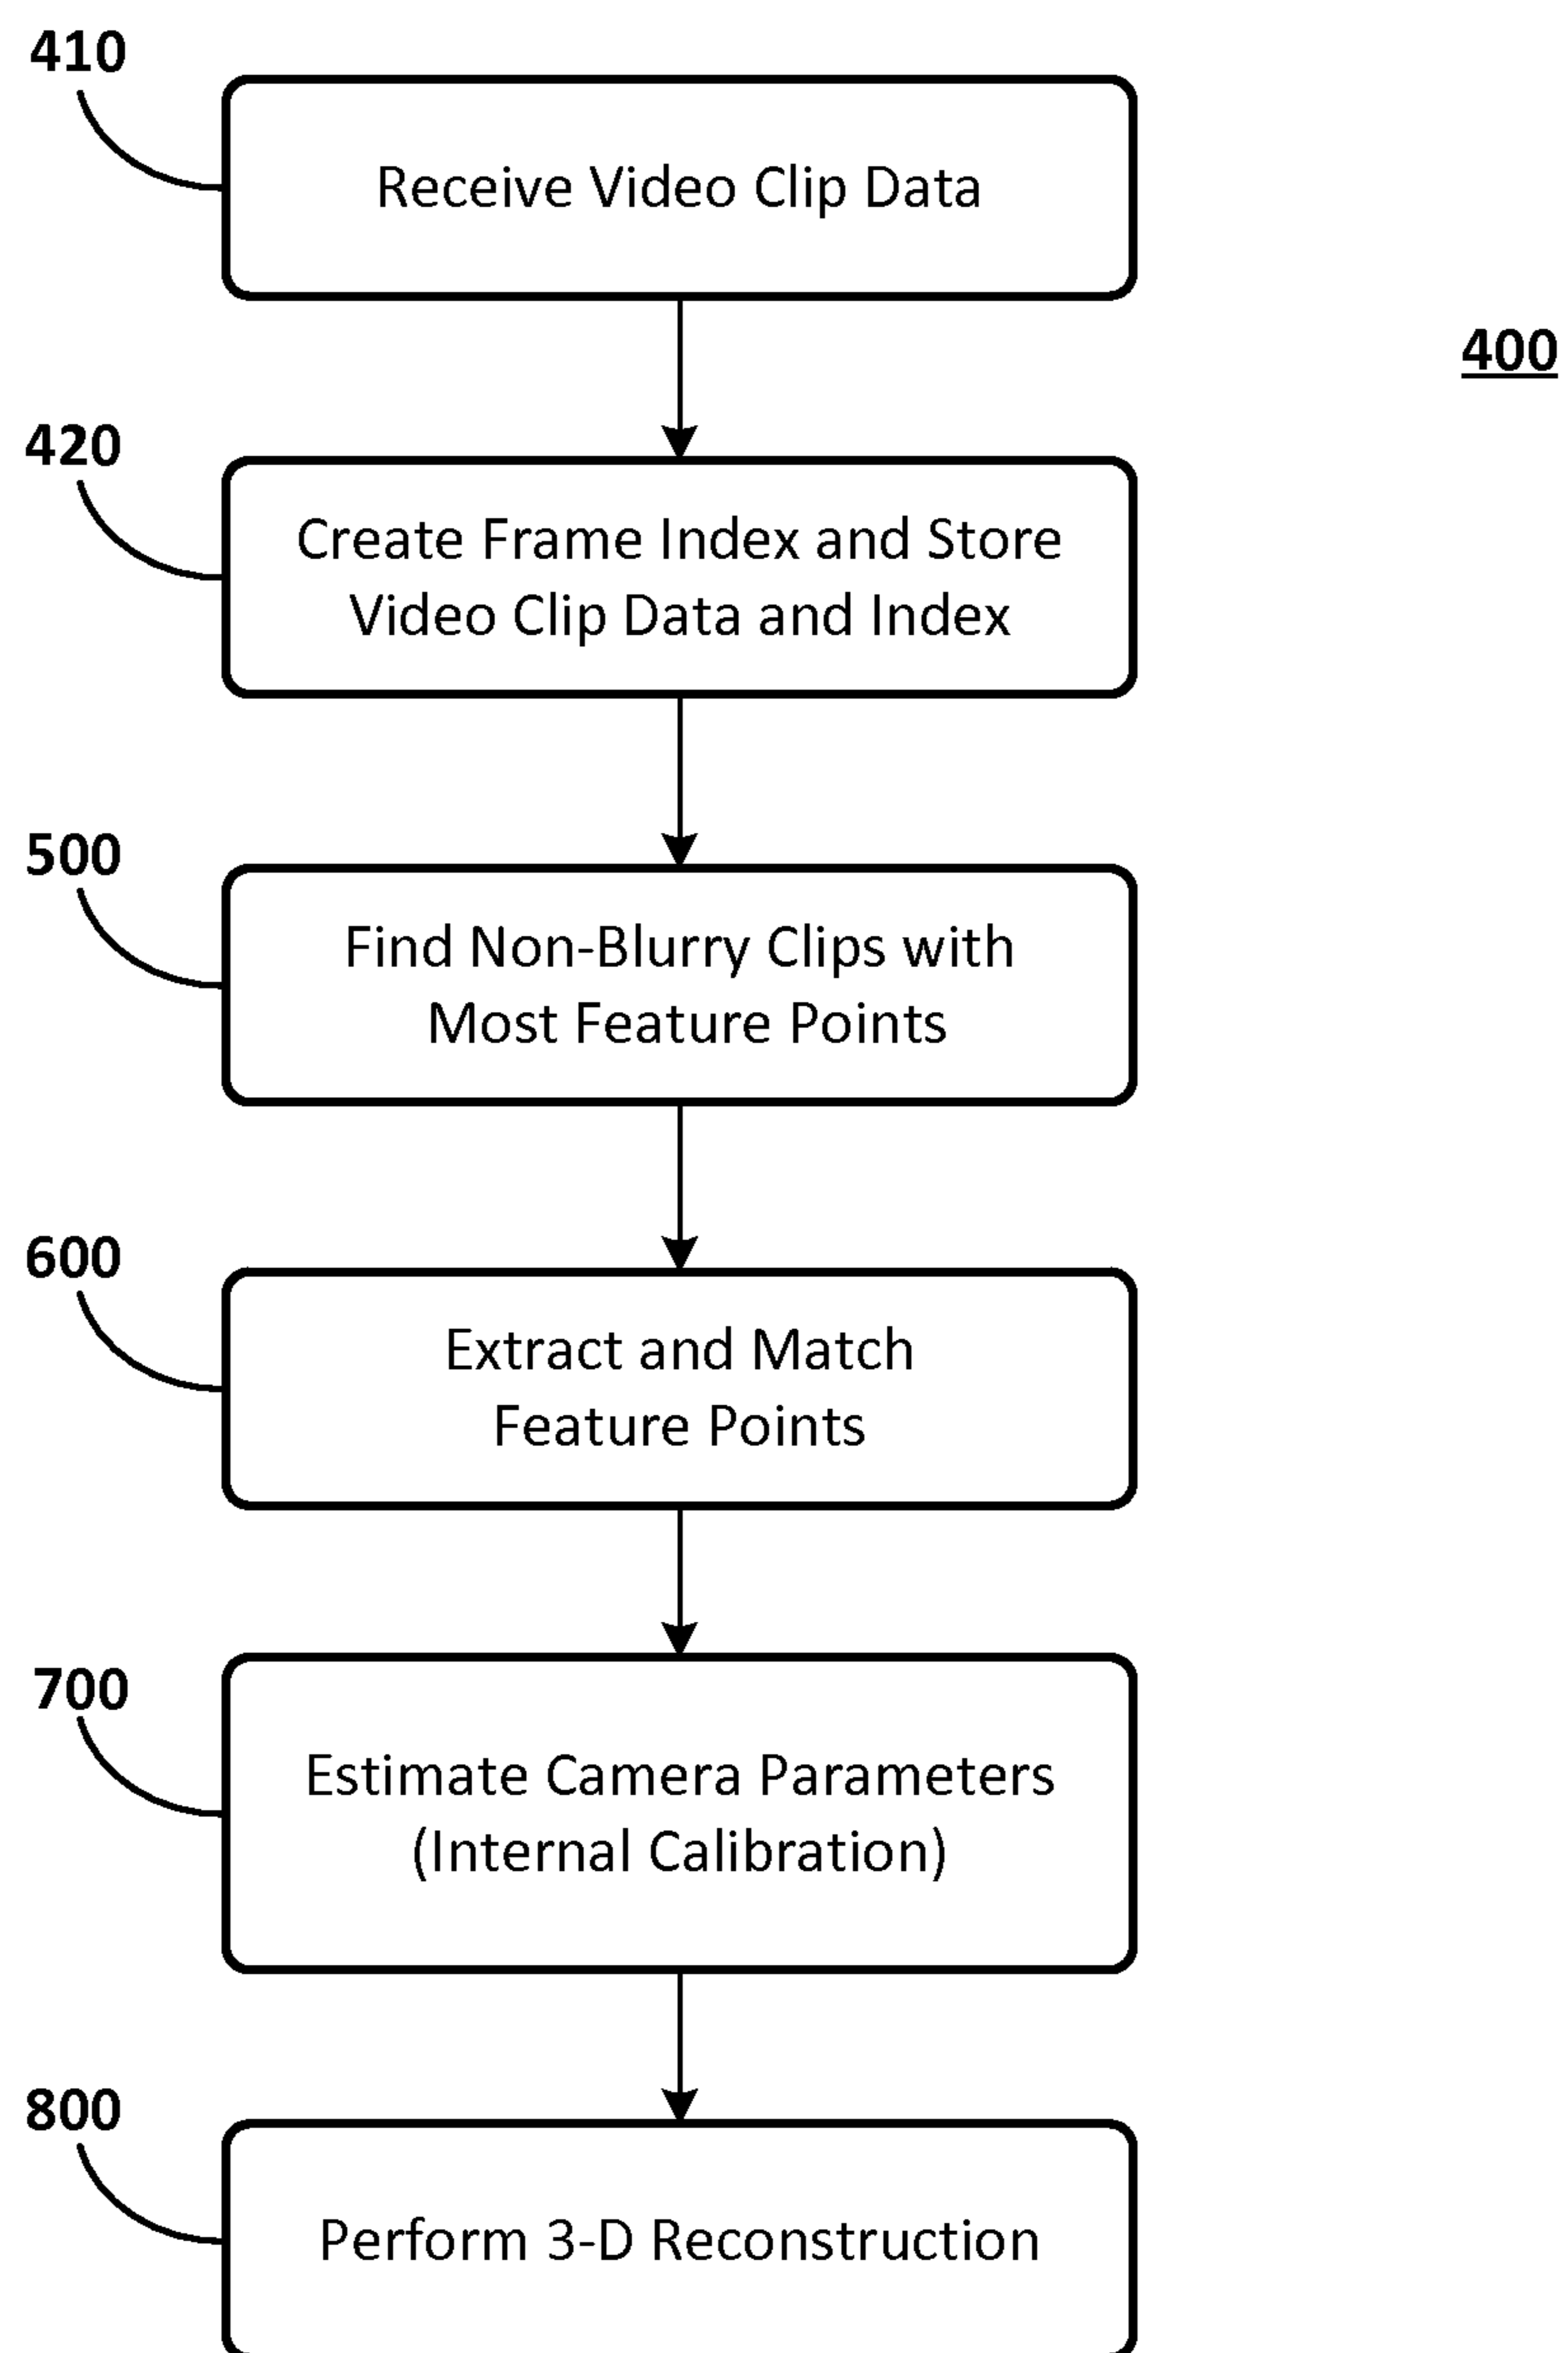 410
Receive Video Clip Data
400
420
Create Frame Index and Store
Video Clip Data and Index
500
Find Non-Blurry Clips with
Most Feature Points
600
Extract and Match
Feature Points
700
Estimate Camera Parameters
(Internal Calibration)
800
Perform 3-D Reconstruction